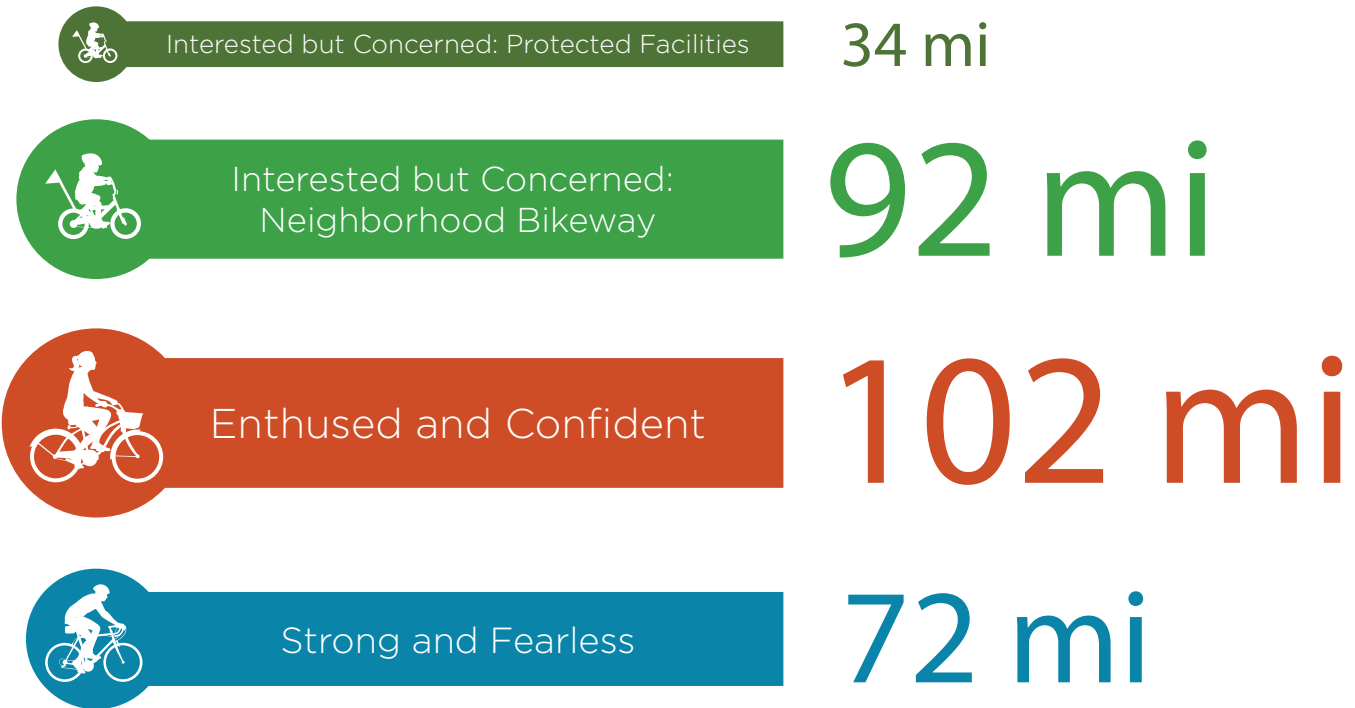 Interested but Concerned: Protected Facilities 34 mi
Interested but Concerned:
Neighborhood Bikeway
92 mi
Enthused and Confident 102 mi
Strong and Fearless 72 mi